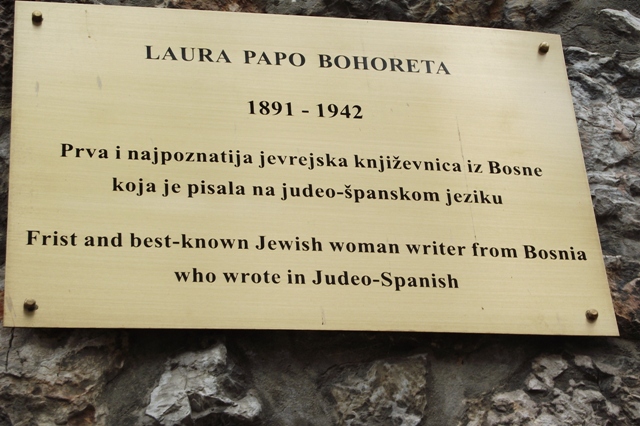 LAURA PAPO BOHORETA
1891 - 1942
Prva i najpoznatija jevrejska književnica iz Bosne
koja je pisala na judeo-španskom jeziku
Frist and best-known Jewish woman writer from Bosnia
who wrote in Judeo-Spanish